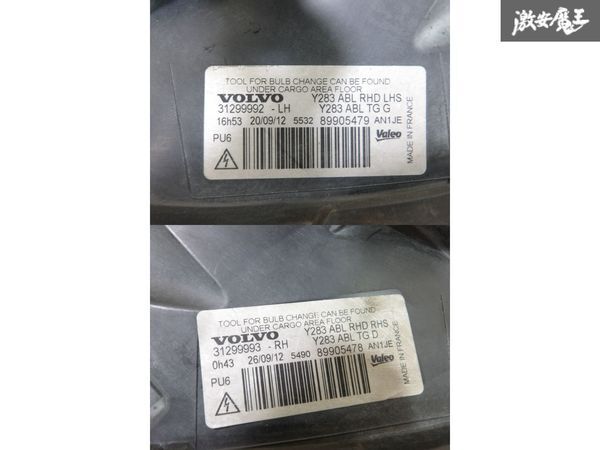 激安魔王
TOOL FOR BULB CHANGE CAN BE FOUND
UNDER CARGO AREA FLOOR
VOLVO Y283 ABL RHD LHS
31299992 - LH Y283 ABL TG G
16h53 20/09/12 5532 89905479 AN1JE
PU6
Valeo
MADE IN FRANCE
TOOL FOR BULB CHANGE CAN BE FOUND
UNDER CARGO AREA FLOOR
VOLVO Y283 ABL RHD RHS
31299993 - RH Y283 ABL TG D
0h43 26/09/12 5490 89905478 AN1JE
PU6
Valeo
MADE IN FRANCE